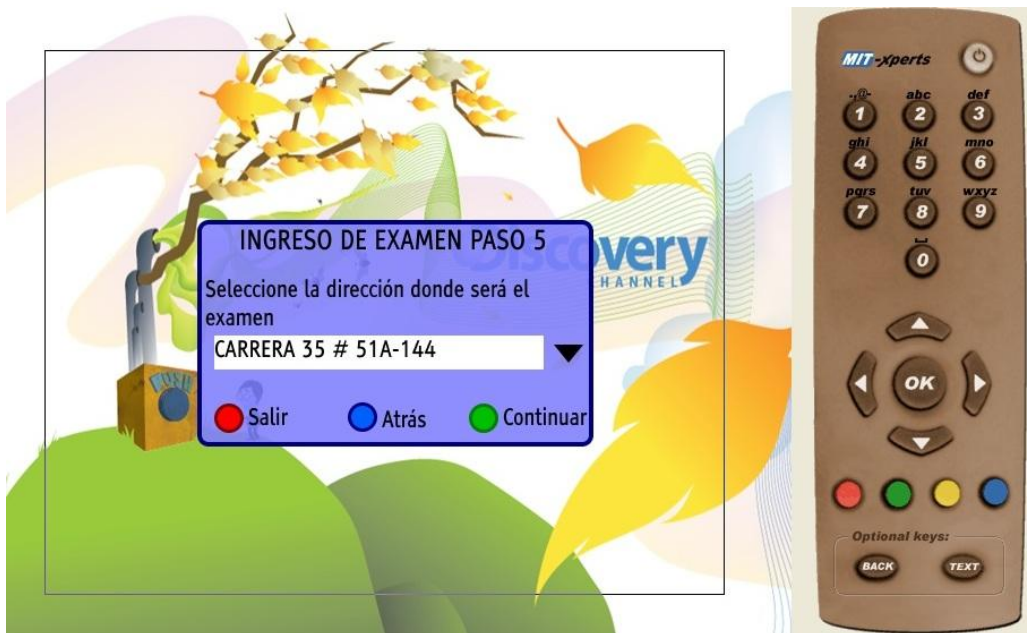 INGRESO DE EXAMEN PASO 5
Discovery
CHANNEL
Seleccione la dirección donde será el
examen
CARRERA 35 # 51A-144
Salir Atrás Continuar
PUSH
MIT-xperts
.,@- abc def
1 2 3
ghi jkl mno
4 5 6
pqrs tuv wxyz
7 8 9
0
OK
Optional keys:
BACK TEXT